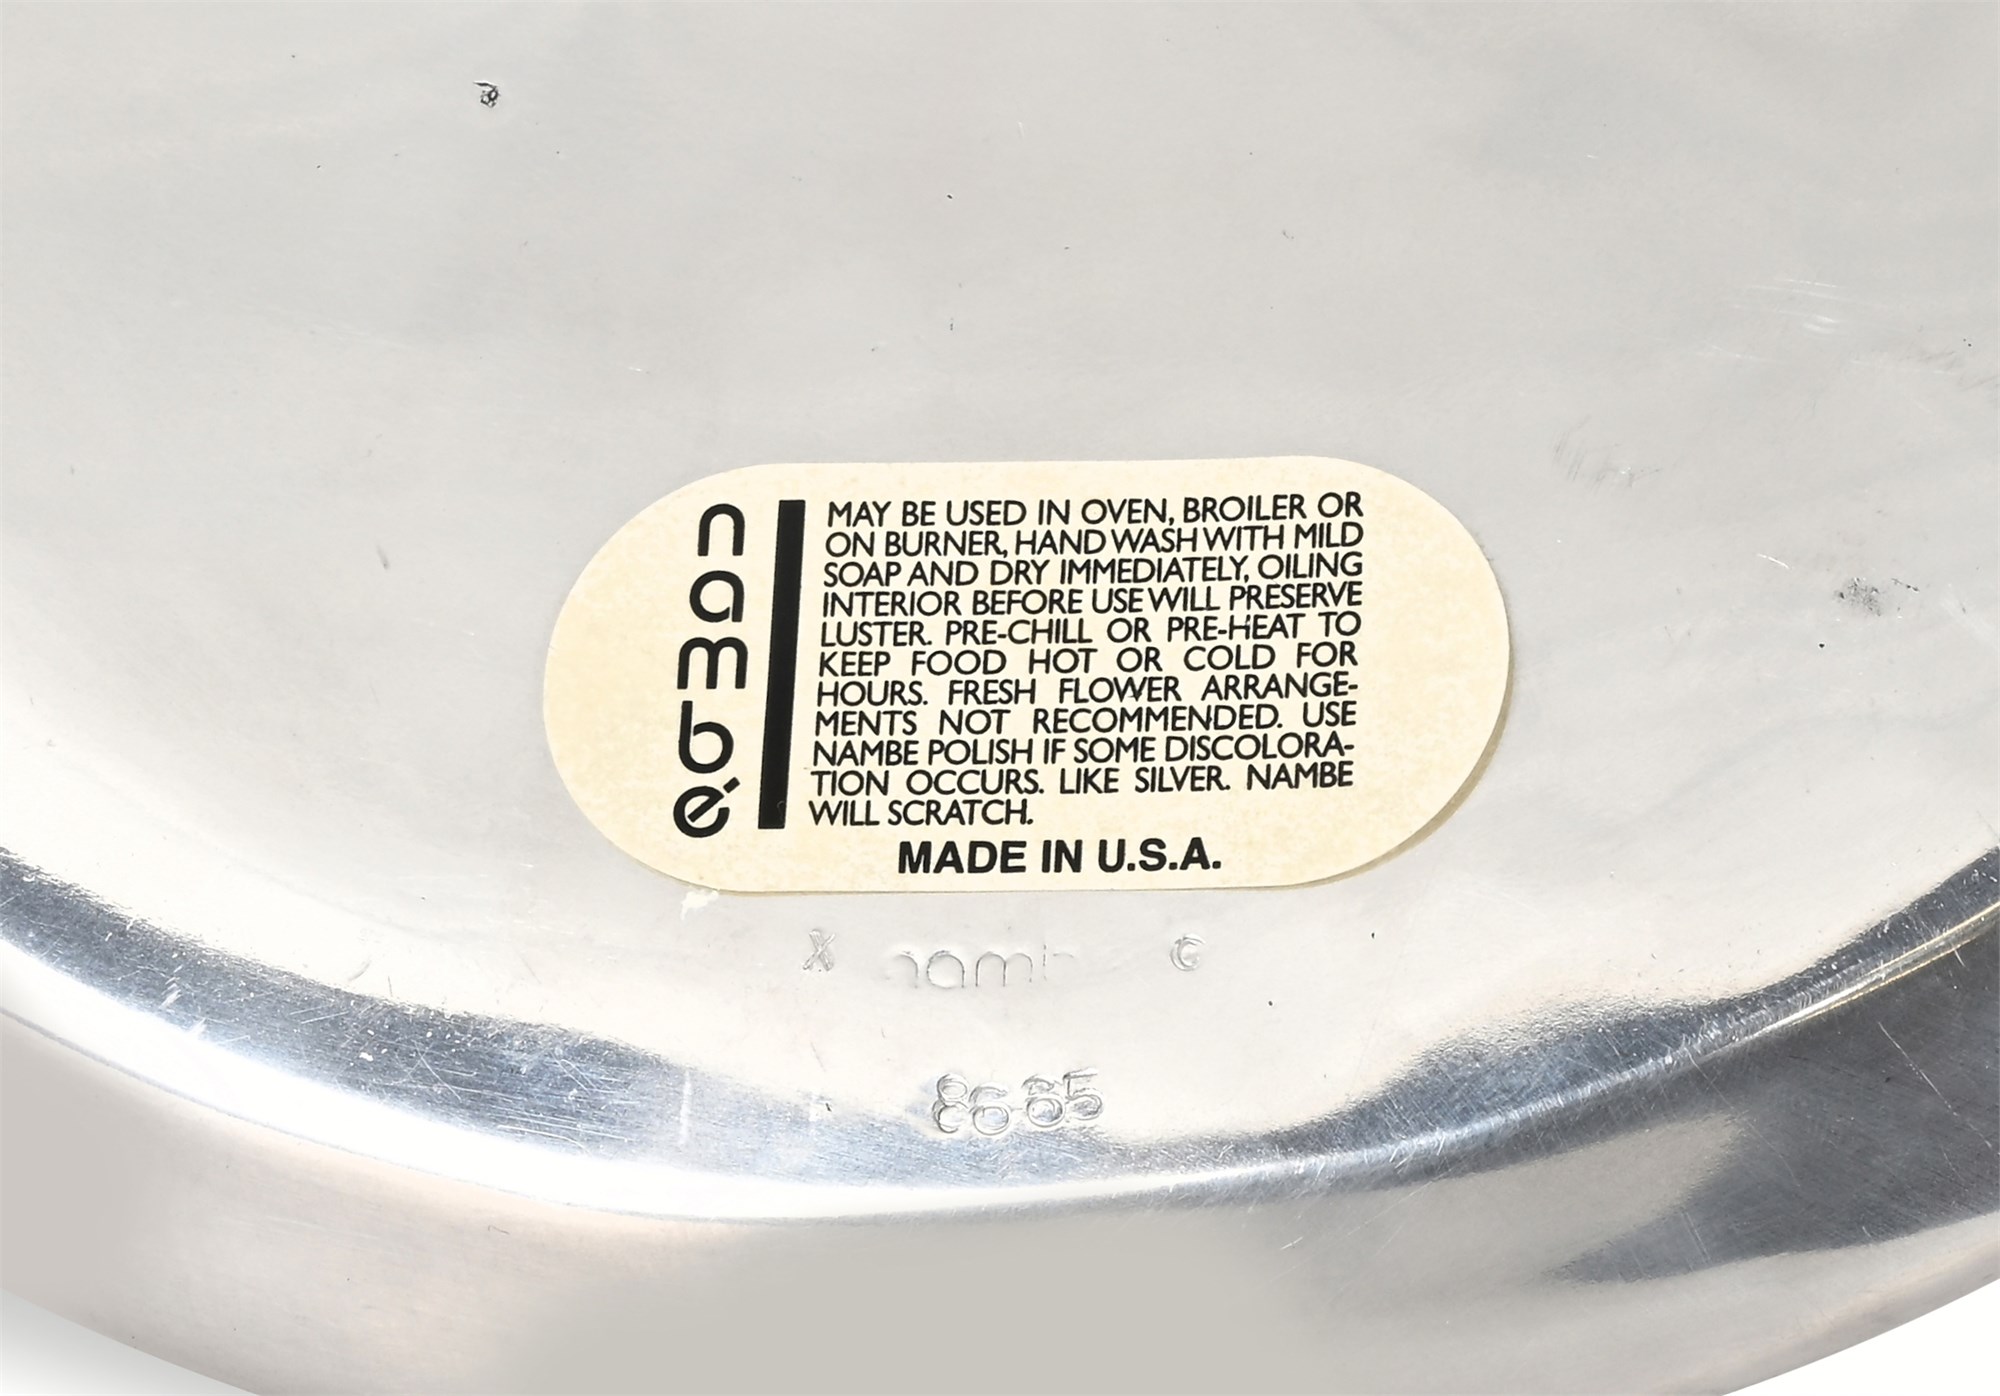 nambé
MAY BE USED IN OVEN, BROILER OR
ON BURNER, HAND WASH WITH MILD
SOAP AND DRY IMMEDIATELY, OILING
INTERIOR BEFORE USE WILL PRESERVE
LUSTER. PRE-CHILL OR PRE-HEAT TO
KEEP FOOD HOT OR COLD FOR
HOURS. FRESH FLOWER ARRANGE-
MENTS NOT RECOMMENDED. USE
NAMBE POLISH IF SOME DISCOLORA-
TION OCCURS. LIKE SILVER. NAMBE
WILL SCRATCH.
MADE IN U.S.A.
X namb G